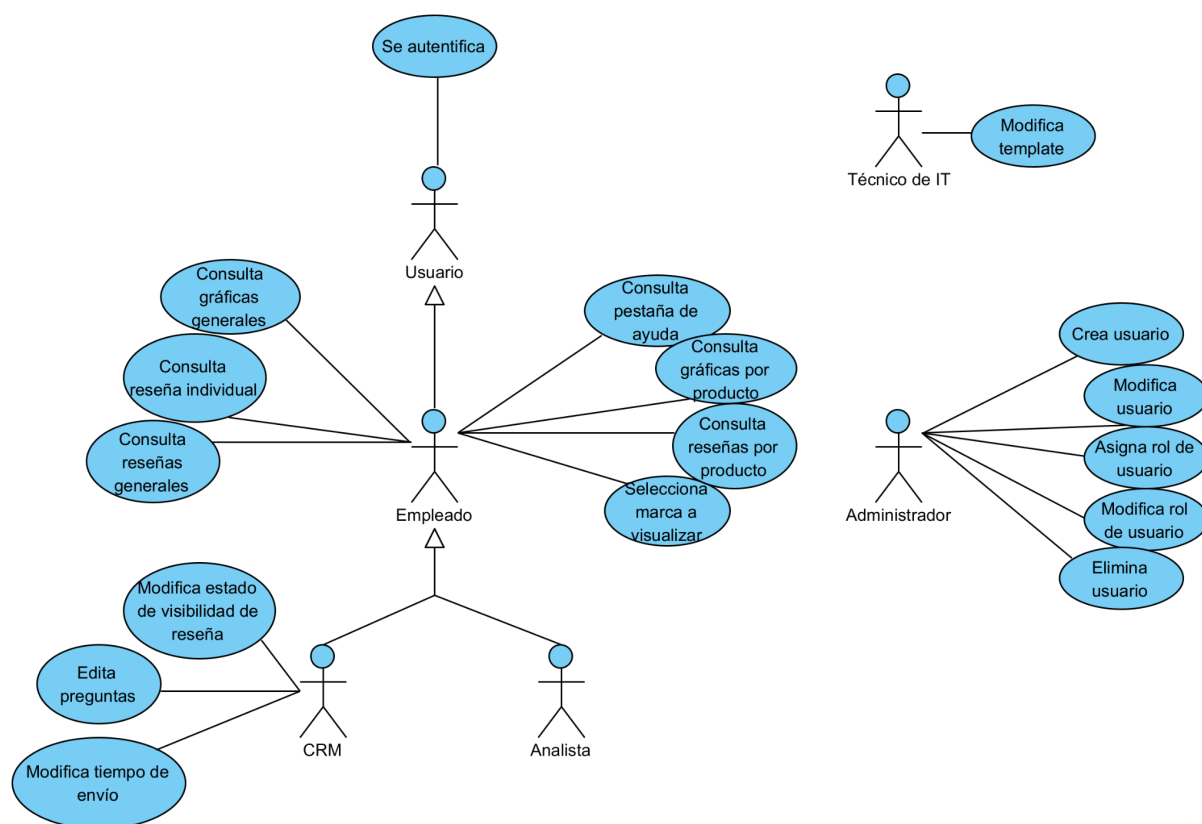 Se autentifica
Modifica
template
Técnico de IT
Usuario
Consulta
gráficas
generales
Consulta
pestaña de
ayuda
Consulta
reseña individual
Consulta
gráficas por
producto
Consulta
reseñas
generales
Consulta
reseñas por
producto
Selecciona
marca a
visualizar
Empleado
Crea usuario
Modifica
usuario
Asigna rol de
usuario
Modifica rol
de usuario
Elimina
usuario
Administrador
Modifica estado
de visibilidad de
reseña
Edita
preguntas
Modifica tiempo de
envío
CRM
Analista